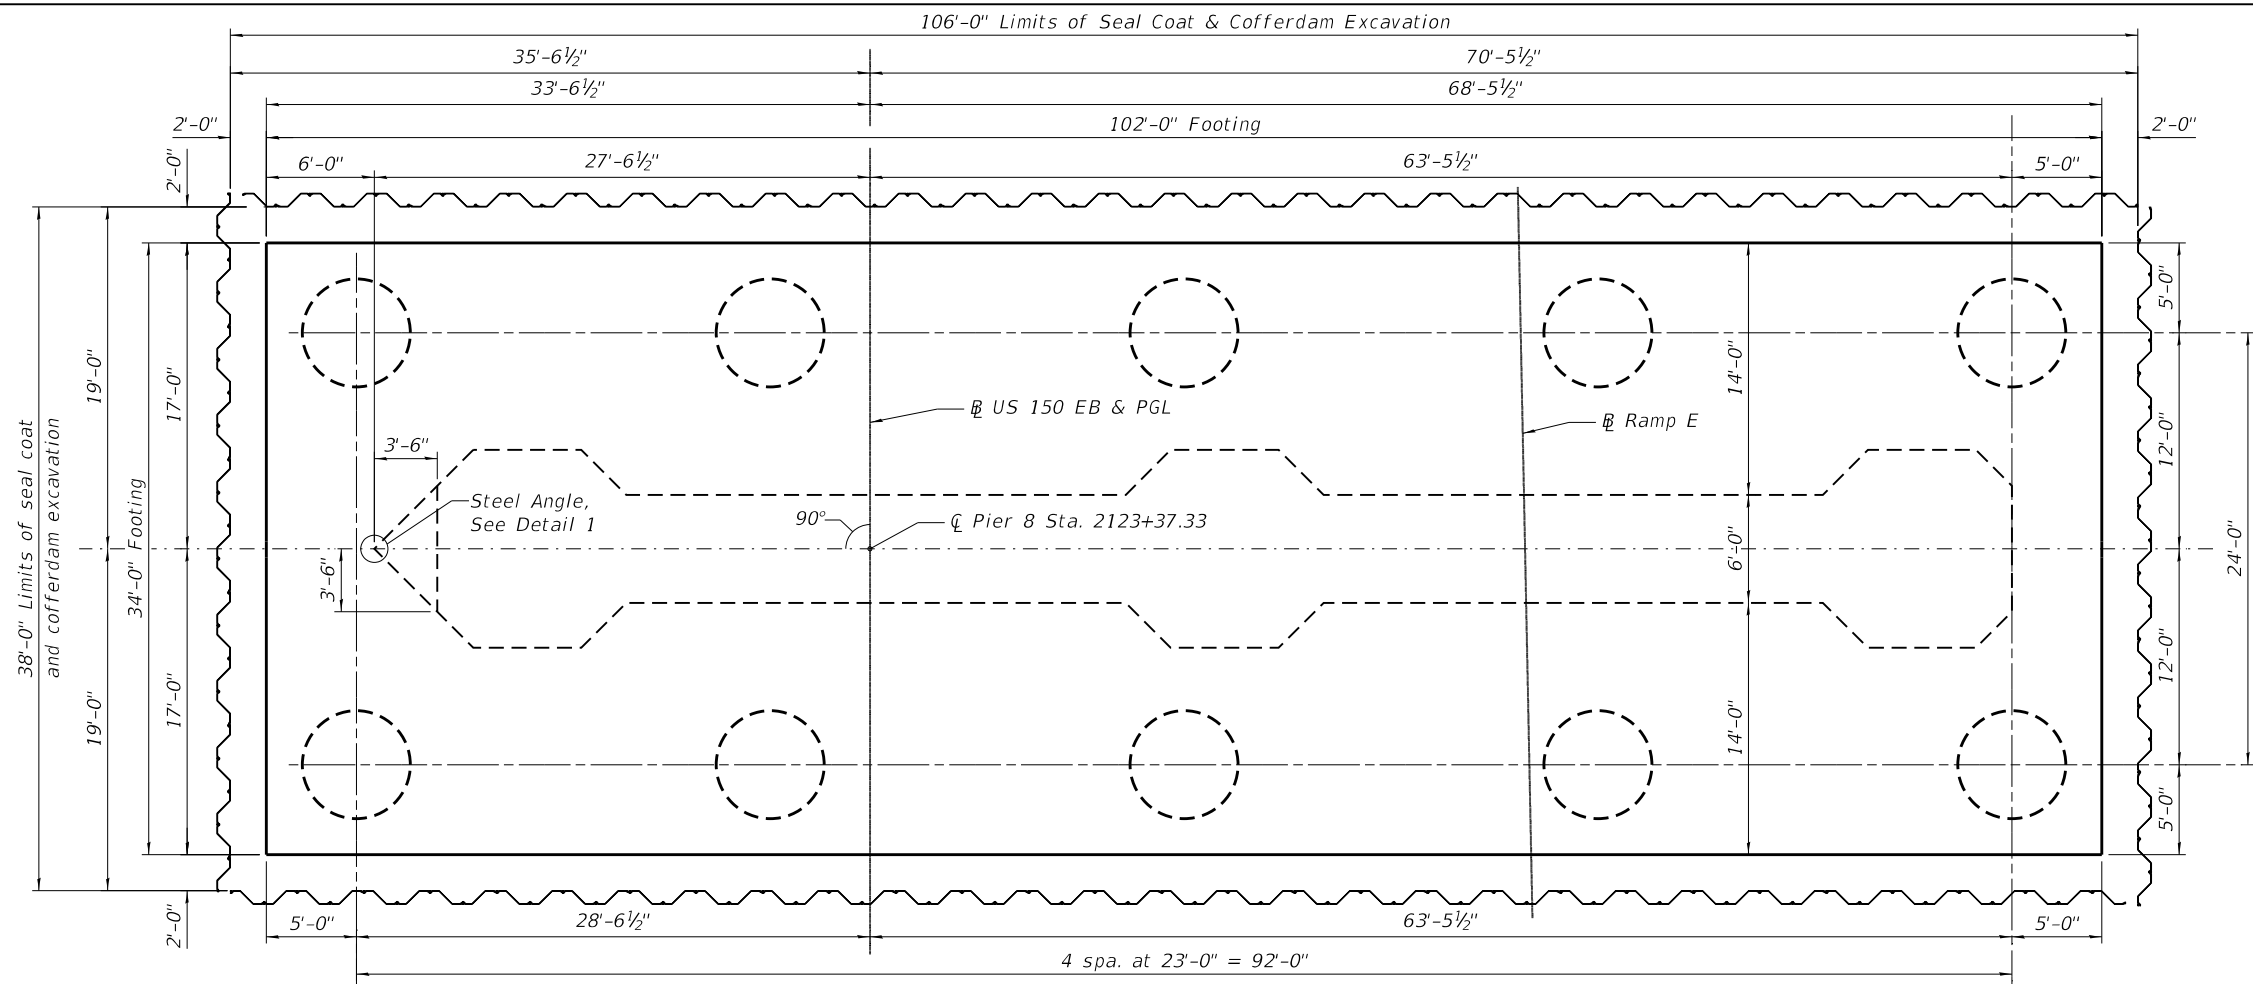 106'-0" Limits of Seal Coat & Cofferdam Excavation
35'-6½"
70'-5½"
33'-6½"
68'-5½"
2'-0"
102'-0" Footing
2'-0"
2'-0"
6'-0"
27'-6½"
63'-5½"
5'-0"
5'-0"
19'-0"
17'-0"
14'-0"
12'-0"
℄ US 150 EB & PGL
℄ Ramp E
3'-6"
Steel Angle,
See Detail 1
90°
℄ Pier 8 Sta. 2123+37.33
38'-0" Limits of seal coat
and cofferdam excavation
34'-0" Footing
3'-6"
6'-0"
24'-0"
19'-0"
17'-0"
14'-0"
12'-0"
5'-0"
2'-0"
5'-0"
28'-6½"
63'-5½"
5'-0"
4 spa. at 23'-0" = 92'-0"